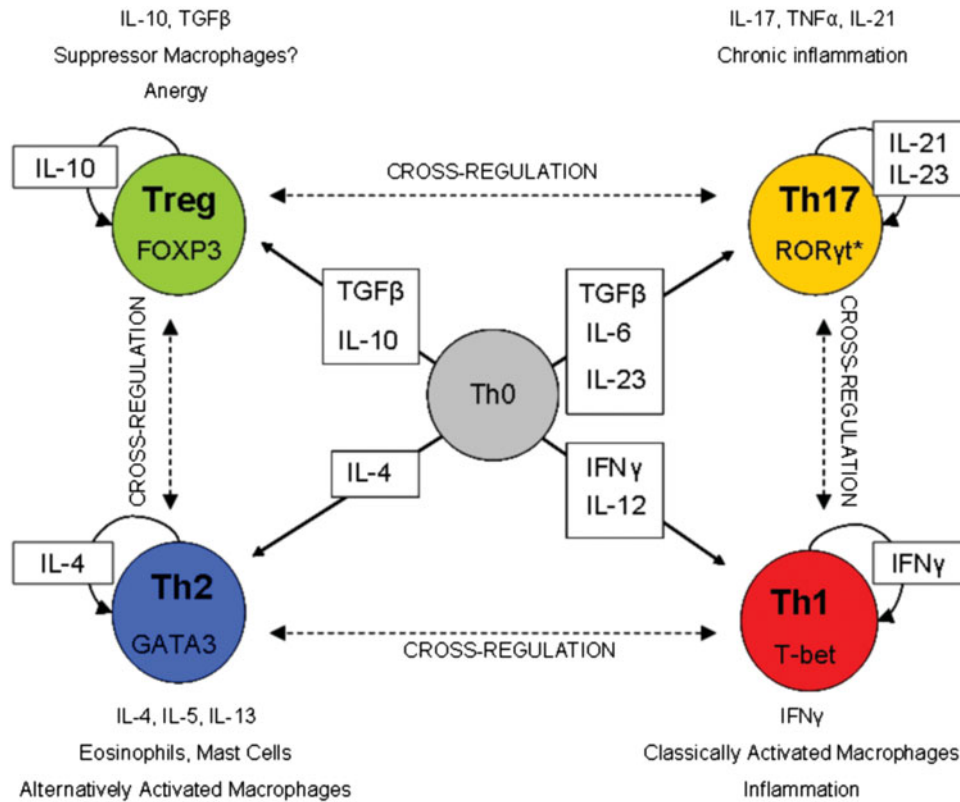 IL-10, TGFβ
Suppressor Macrophages?
Anergy
IL-17, TNFα, IL-21
Chronic inflammation
IL-10
Treg
FOXP3
CROSS-REGULATION
IL-21
IL-23
Th17
RORγt*
TGFβ
IL-10
TGFβ
IL-6
IL-23
CROSS-REGULATION
CROSS-REGULATION
Th0
IL-4
IFNγ
IL-12
IL-4
Th2
GATA3
CROSS-REGULATION
IFNγ
Th1
T-bet
IL-4, IL-5, IL-13
Eosinophils, Mast Cells
Alternatively Activated Macrophages
IFNγ
Classically Activated Macrophages
Inflammation